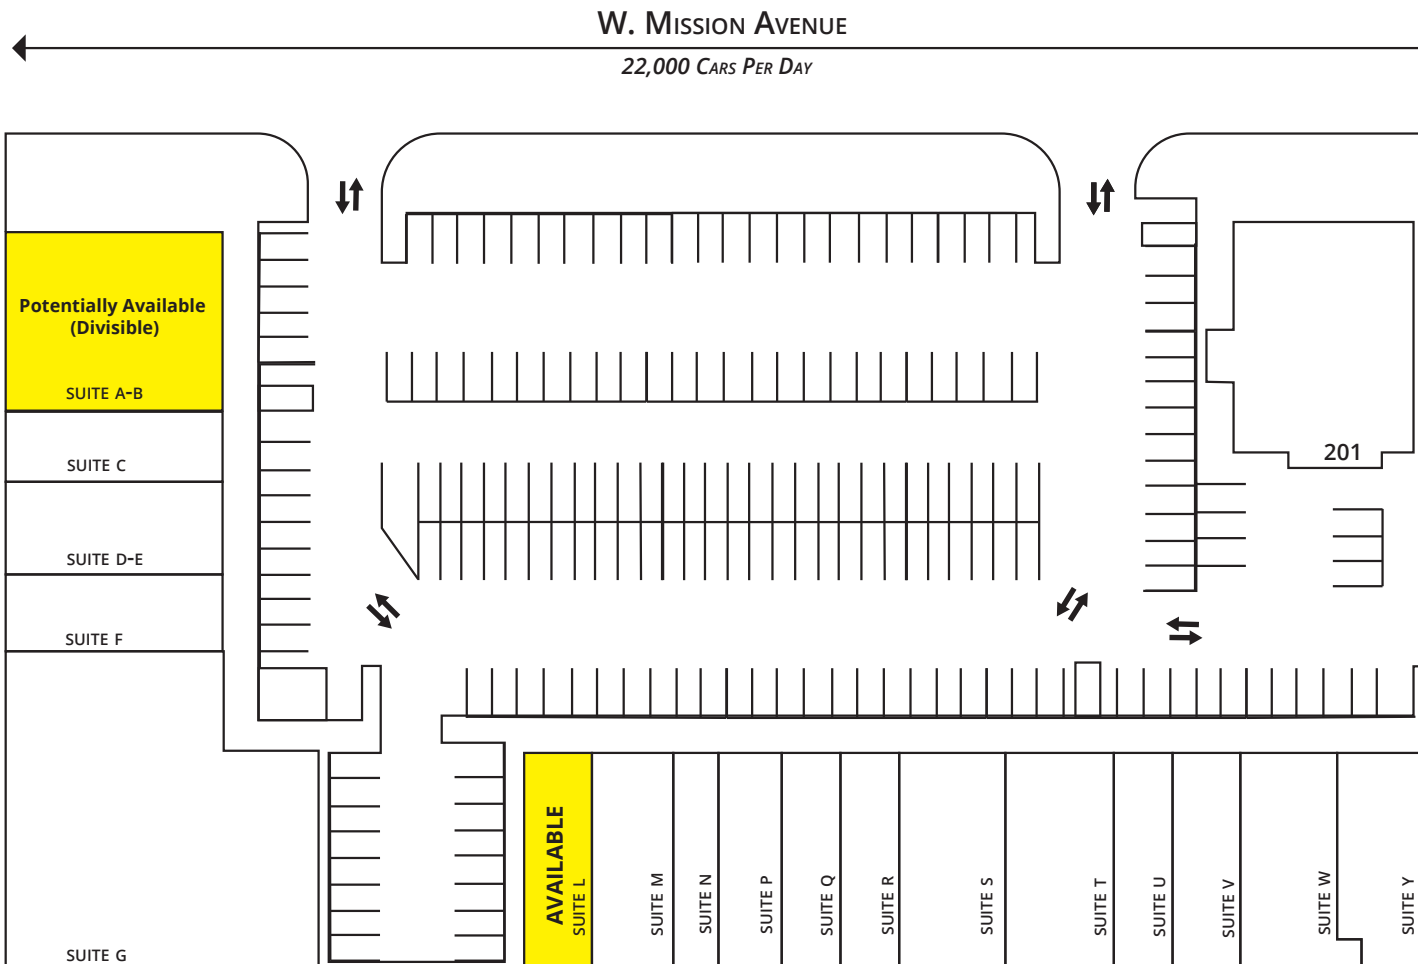 W. Mission Avenue
22,000 Cars Per Day
Potentially Available
(Divisible)
SUITE A-B
SUITE C
SUITE D-E
SUITE F
SUITE G
201
AVAILABLE
SUITE L
SUITE M
SUITE N
SUITE P
SUITE Q
SUITE R
SUITE S
SUITE T
SUITE U
SUITE V
SUITE W
SUITE Y